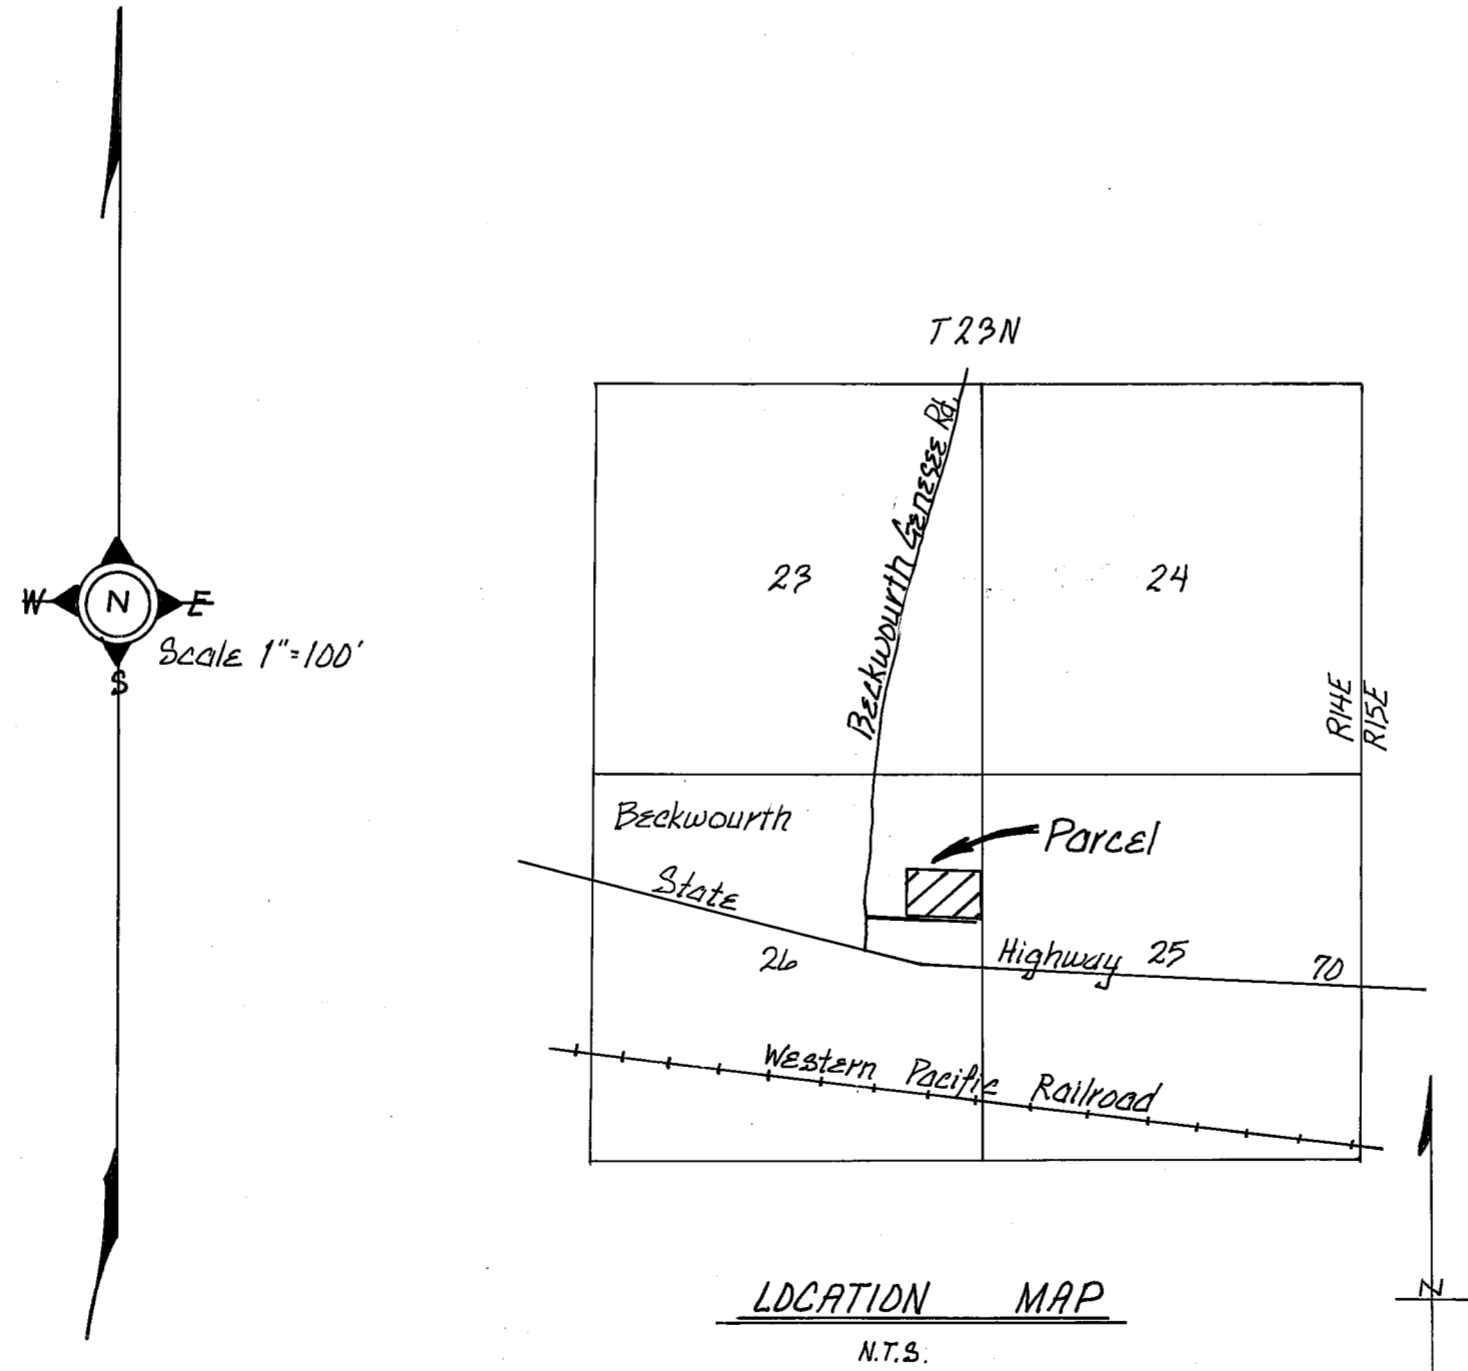 T23N
Beckwourth Genesee Rd.
23
24
W N E
Scale 1"=100'
S
R14E
R15E
Beckwourth
Parcel
State Highway 70
26
25
Western Pacific Railroad
LOCATION MAP
N.T.S.
N